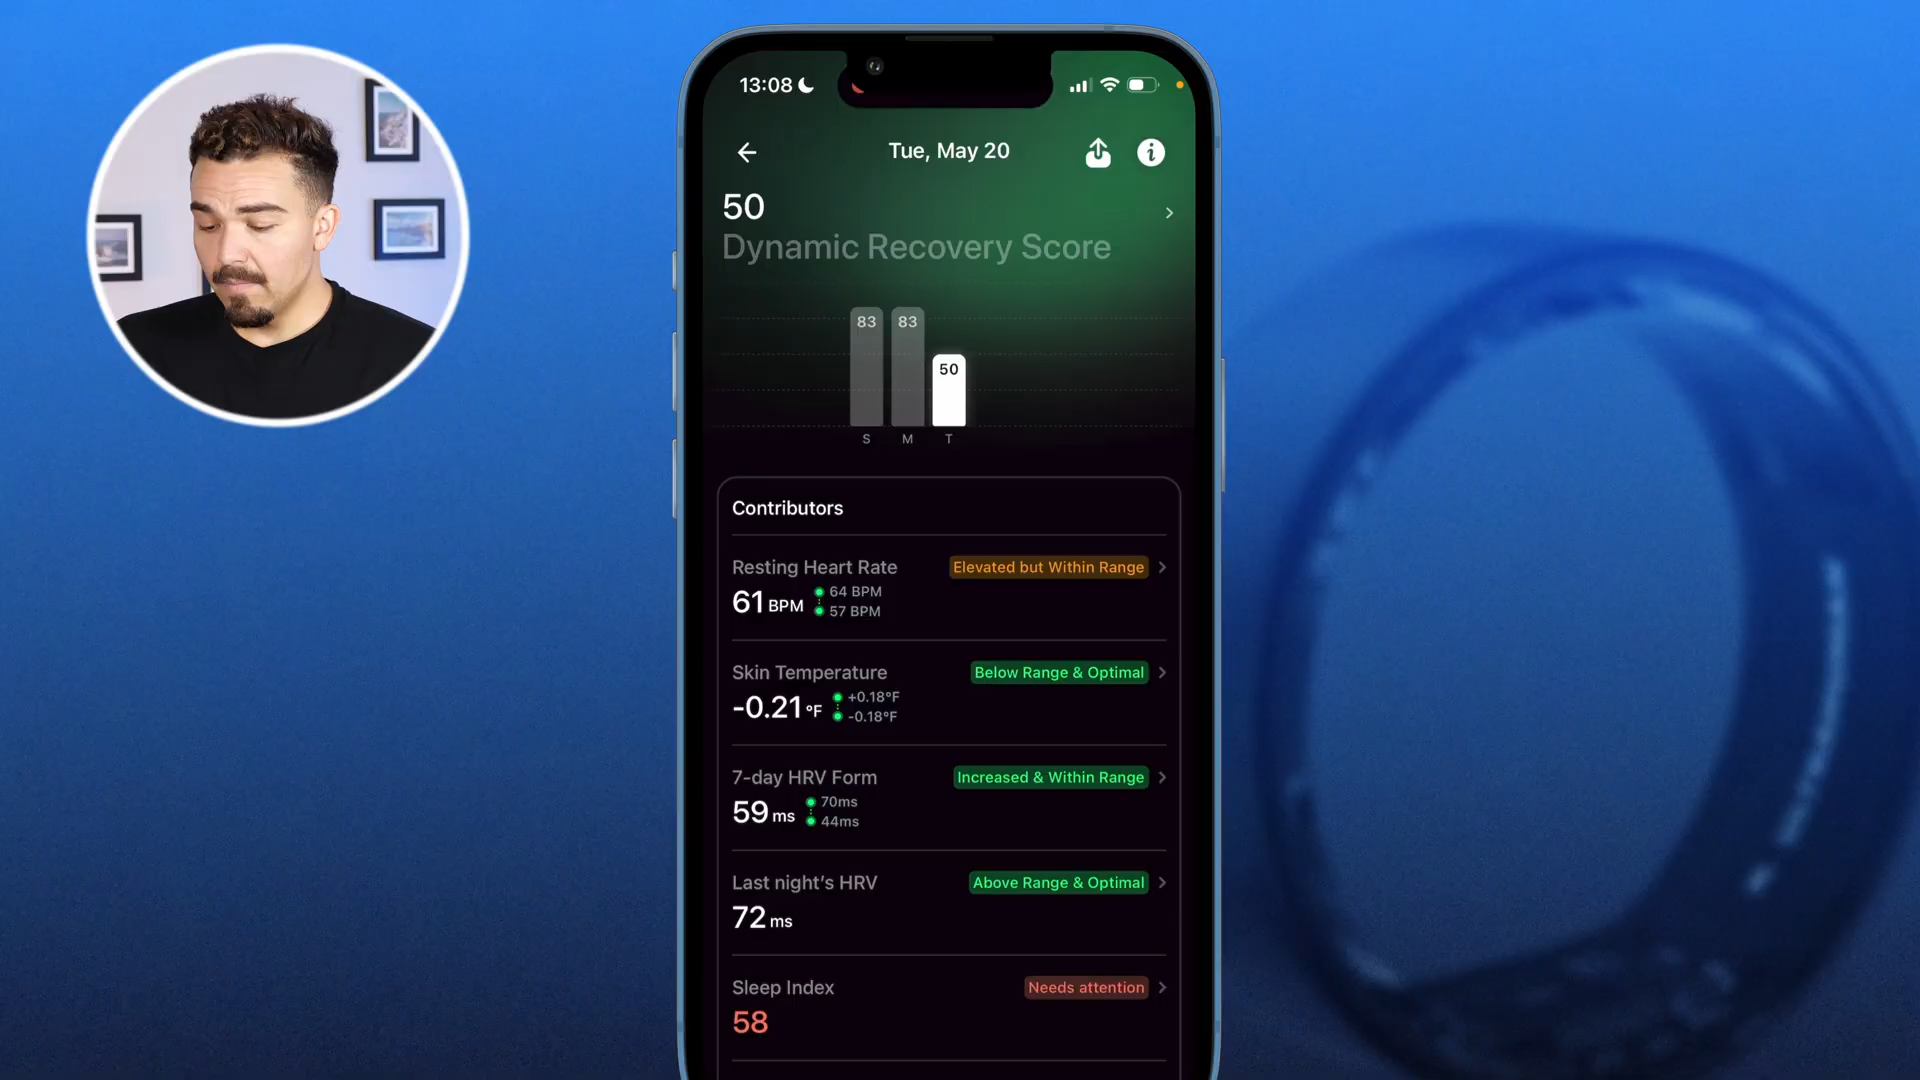 13:08
Tue, May 20
50
Dynamic Recovery Score
83 83 50
S M T
Contributors
Resting Heart Rate Elevated but Within Range
61 BPM 64 BPM
57 BPM
Skin Temperature Below Range & Optimal
-0.21 °F +0.18°F
-0.18°F
7-day HRV Form Increased & Within Range
59 ms 70ms
44ms
Last night’s HRV Above Range & Optimal
72 ms
Sleep Index Needs attention
58